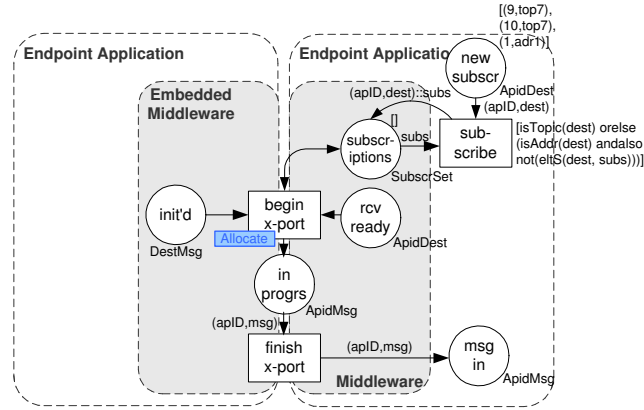 [(9,top7),
(10,top7),
(1,adr1)]
Endpoint Application
Endpoint Applicatio
new
subscr
ApidDest
(apID,dest)::subs
(apID,dest)
Embedded
Middleware
[]
subs
subscr-
iptions
SubscrSet
sub-
scribe
[isTopic(dest) orelse
(isAddr(dest) andalso
not(eltS(dest, subs)))]
init'd
DestMsg
begin
x-port
Allocate
rcv
ready
ApidDest
in
progrs
ApidMsg
(apID,msg)
finish
x-port
(apID,msg)
msg
in
ApidMsg
Middleware